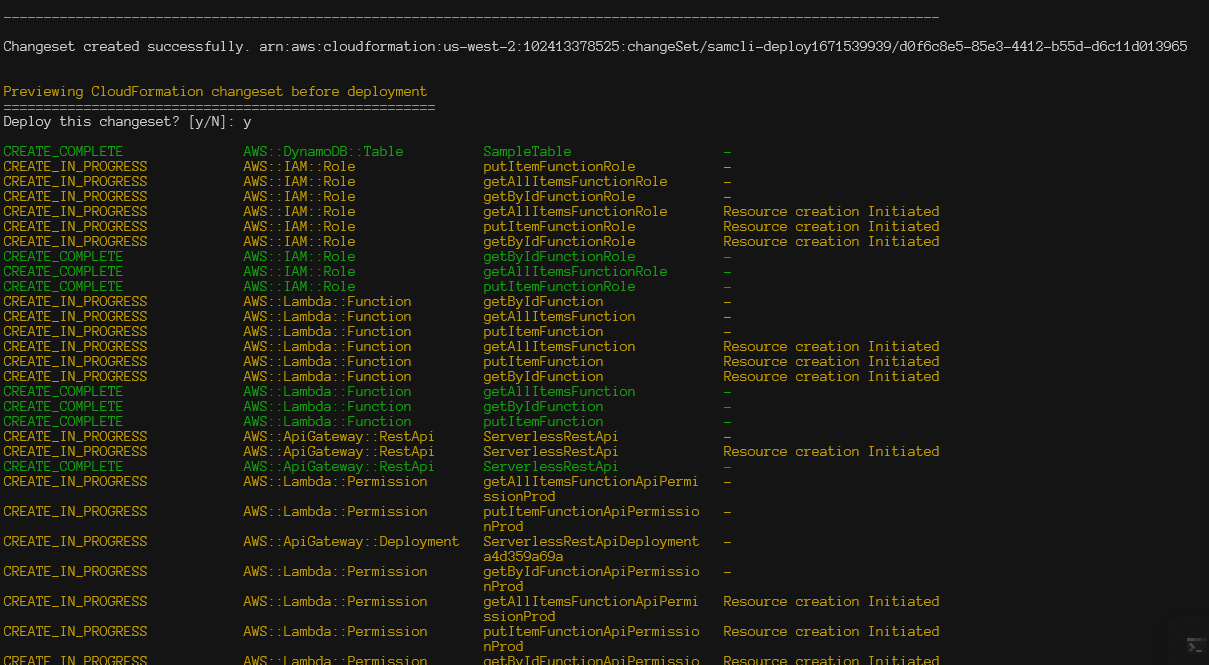 Changeset created successfully. arn:aws:cloudformation:us-west-2:102413378525:changeSet/samcli-deploy1671539939/d0f6c8e5-85e3-4412-b55d-d6c11d013965
Previewing CloudFormation changeset before deployment
======================================================
Deploy this changeset? [y/N]: y
CREATE_COMPLETE AWS::DynamoDB::Table SampleTable -
CREATE_IN_PROGRESS AWS::IAM::Role putItemFunctionRole -
CREATE_IN_PROGRESS AWS::IAM::Role getAllItemsFunctionRole -
CREATE_IN_PROGRESS AWS::IAM::Role getByIdFunctionRole -
CREATE_IN_PROGRESS AWS::IAM::Role getAllItemsFunctionRole Resource creation Initiated
CREATE_IN_PROGRESS AWS::IAM::Role putItemFunctionRole Resource creation Initiated
CREATE_IN_PROGRESS AWS::IAM::Role getByIdFunctionRole Resource creation Initiated
CREATE_COMPLETE AWS::IAM::Role getByIdFunctionRole -
CREATE_COMPLETE AWS::IAM::Role getAllItemsFunctionRole -
CREATE_COMPLETE AWS::IAM::Role putItemFunctionRole -
CREATE_IN_PROGRESS AWS::Lambda::Function getByIdFunction -
CREATE_IN_PROGRESS AWS::Lambda::Function getAllItemsFunction -
CREATE_IN_PROGRESS AWS::Lambda::Function putItemFunction -
CREATE_IN_PROGRESS AWS::Lambda::Function getAllItemsFunction Resource creation Initiated
CREATE_IN_PROGRESS AWS::Lambda::Function putItemFunction Resource creation Initiated
CREATE_IN_PROGRESS AWS::Lambda::Function getByIdFunction Resource creation Initiated
CREATE_COMPLETE AWS::Lambda::Function getAllItemsFunction -
CREATE_COMPLETE AWS::Lambda::Function getByIdFunction -
CREATE_COMPLETE AWS::Lambda::Function putItemFunction -
CREATE_IN_PROGRESS AWS::ApiGateway::RestApi ServerlessRestApi -
CREATE_IN_PROGRESS AWS::ApiGateway::RestApi ServerlessRestApi Resource creation Initiated
CREATE_COMPLETE AWS::ApiGateway::RestApi ServerlessRestApi -
CREATE_IN_PROGRESS AWS::Lambda::Permission getAllItemsFunctionApiPermi -
ssionProd
CREATE_IN_PROGRESS AWS::Lambda::Permission putItemFunctionApiPermissio -
nProd
CREATE_IN_PROGRESS AWS::ApiGateway::Deployment ServerlessRestApiDeployment -
a4d359a69a
CREATE_IN_PROGRESS AWS::Lambda::Permission getByIdFunctionApiPermissio -
nProd
CREATE_IN_PROGRESS AWS::Lambda::Permission getAllItemsFunctionApiPermi Resource creation Initiated
ssionProd
CREATE_IN_PROGRESS AWS::Lambda::Permission putItemFunctionApiPermissio Resource creation Initiated
nProd
CREATE_IN_PROGRESS AWS::Lambda::Permission getByIdFunctionApiPermissio Resource creation Initiated